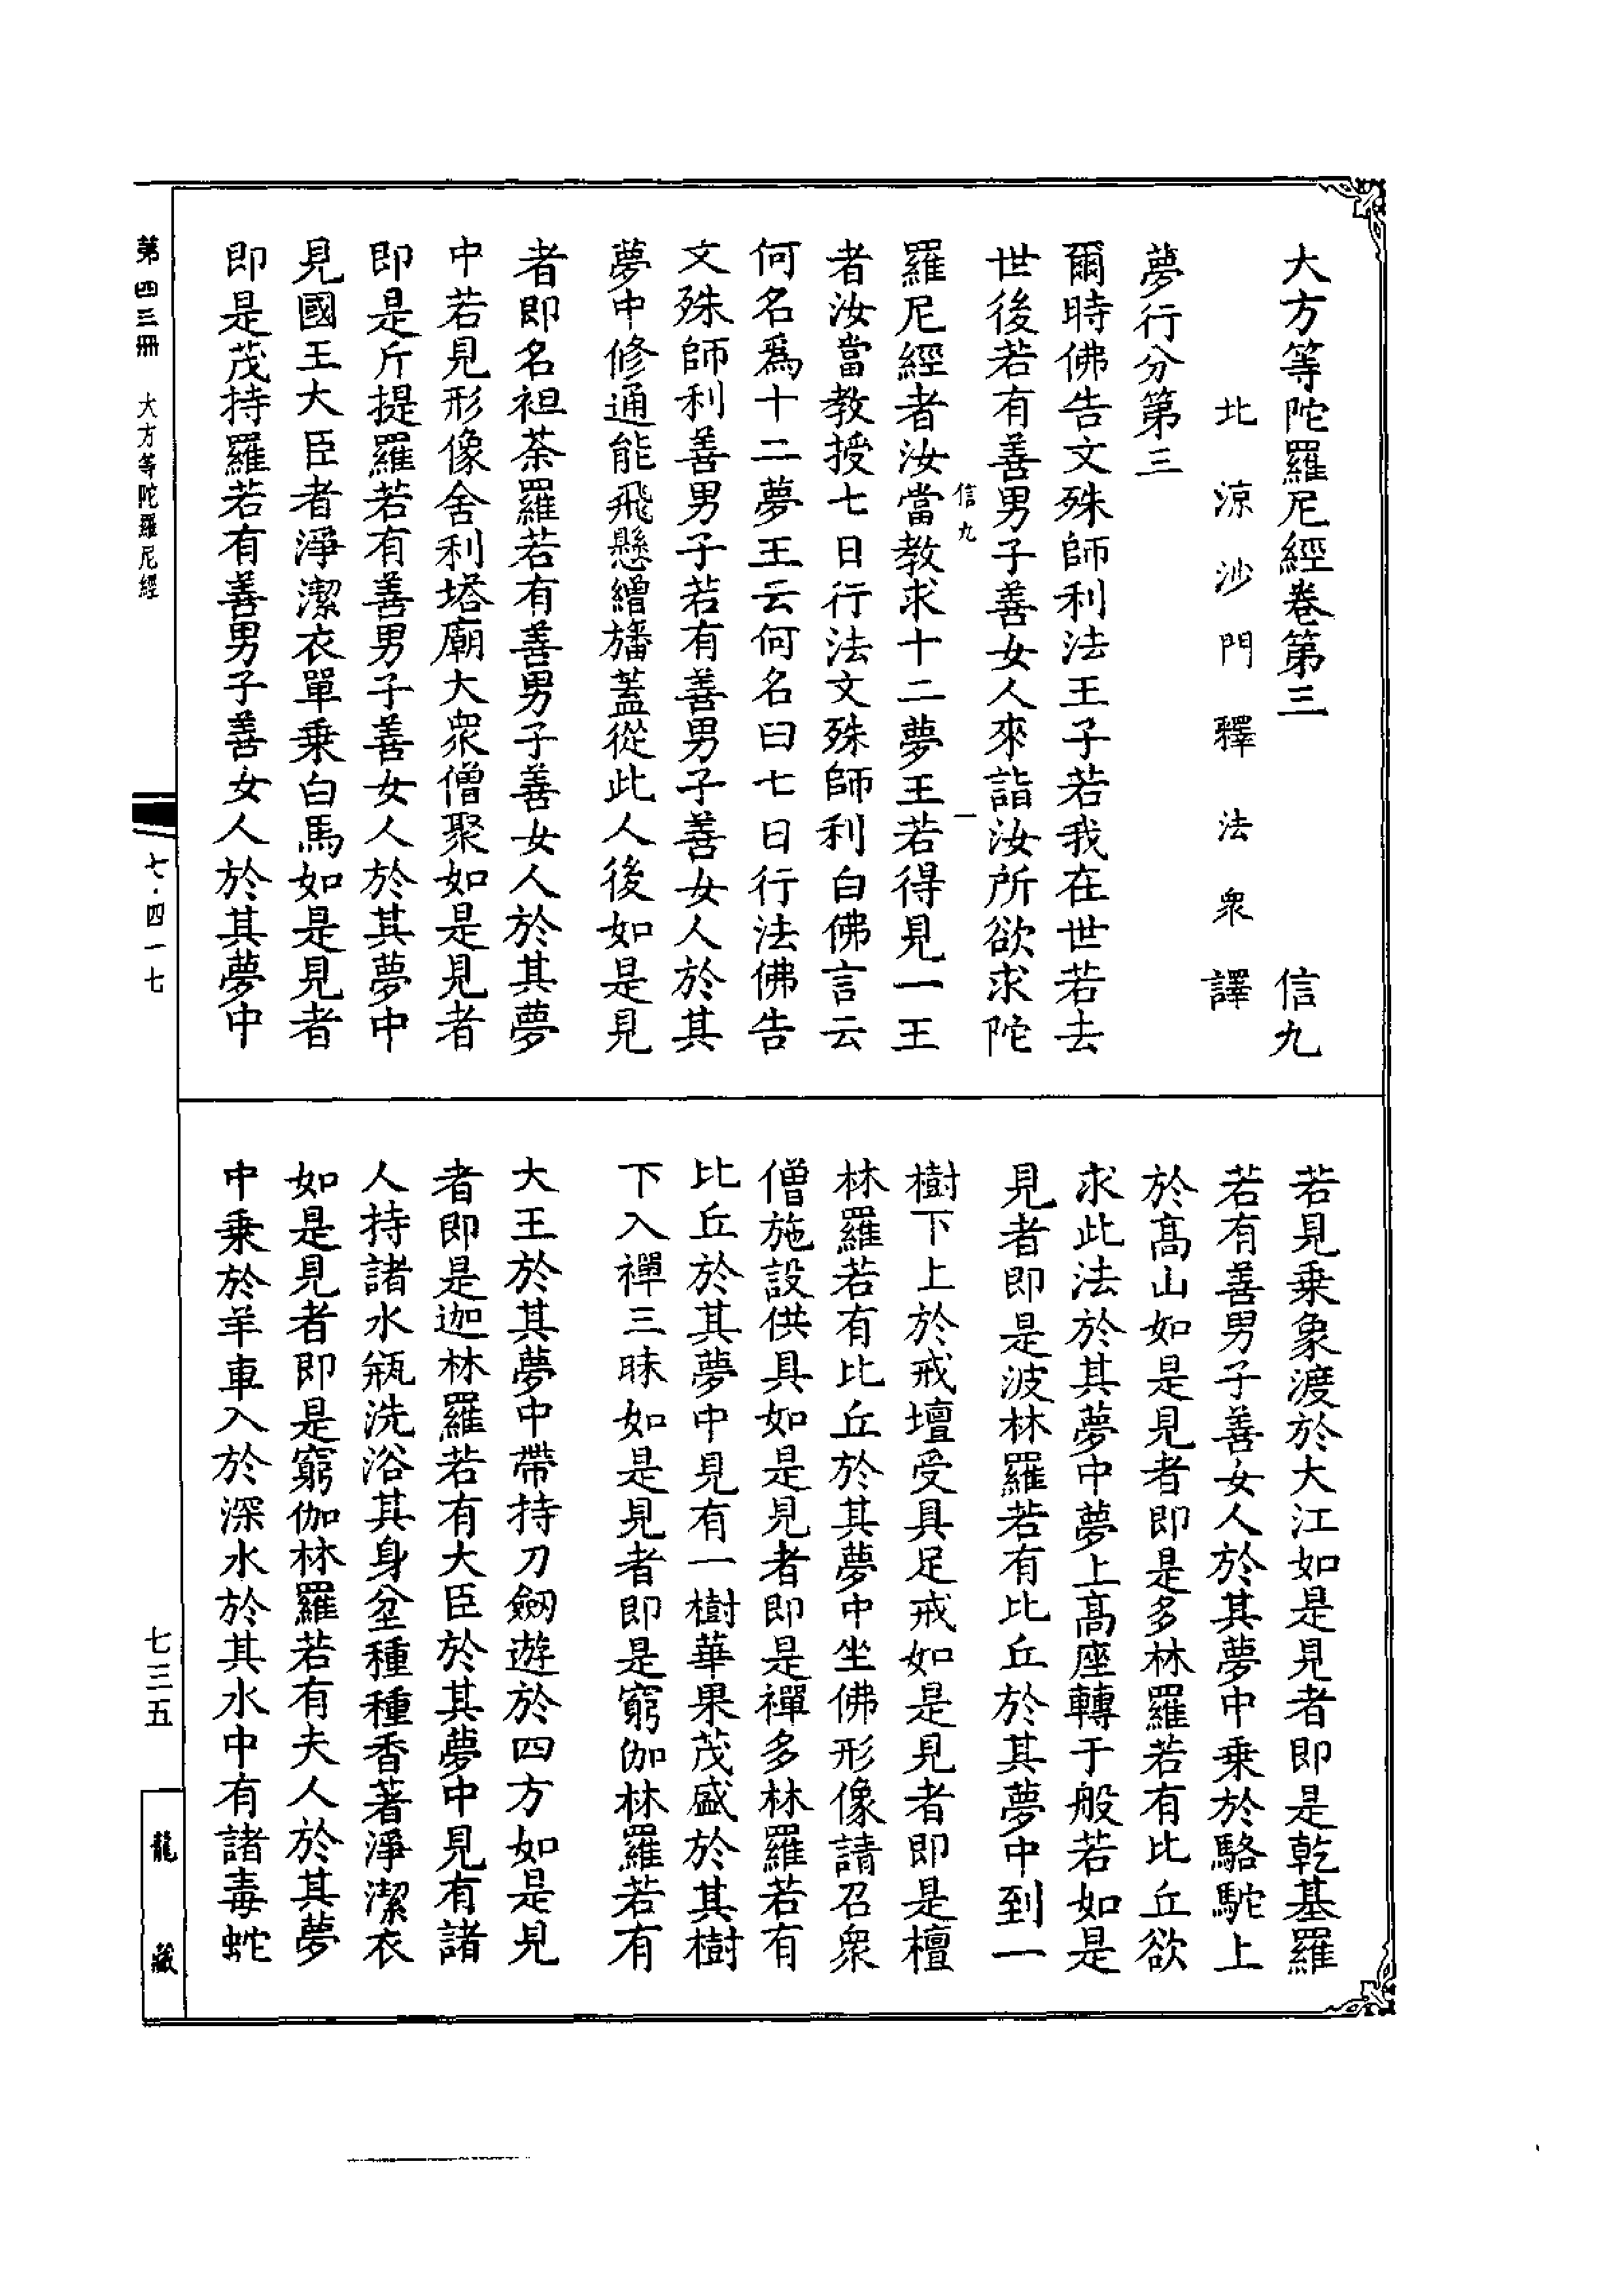 大方等陀羅尼經卷第三　信九
北涼沙門釋法衆譯
夢行分第三
爾時佛告文殊師利法王子若我在世若去
世後若有善男子善女人來詣汝所欲求陀
信九　一
羅尼經者汝當教求十二夢王若得見一王
者汝當教授七日行法文殊師利白佛言云
何名爲十二夢王云何名曰七日行法佛告
文殊師利善男子若有善男子善女人於其
夢中修通能飛懸繒旛蓋從此人後如是見
者即名袒荼羅若有善男子善女人於其夢
中若見形像舍利塔廟大衆僧聚如是見者
即是斤提羅若有善男子善女人於其夢中
見國王大臣者淨潔衣單乗白馬如是見者
即是茂持羅若有善男子善女人於其夢中
若見乗象渡於大江如是見者即是乾基羅
若有善男子善女人於其夢中乗於駱駝上
於髙山如是見者即是多林羅若有比丘欲
求此法於其夢中夢上髙座轉于般若如是
見者即是波林羅若有比丘於其夢中到一
樹下上於戒壇受具足戒如是見者即是檀
林羅若有比丘於其夢中坐佛形像請召衆
僧施設供具如是見者即是禪多林羅若有
比丘於其夢中見有一樹華果茂盛於其樹
下入禪三昧如是見者即是窮伽林羅若有
大王於其夢中帶持刀劒遊於四方如是見
者即是迦林羅若有大臣於其夢中見有諸
人持諸水瓶洗浴其身坌種種香著淨潔衣
如是見者即是窮伽林羅若有夫人於其夢
中乗於羊車入於深水於其水中有諸毒蛇
第四三冊　大方等陀羅尼經
七·四一七
七三五
龍藏